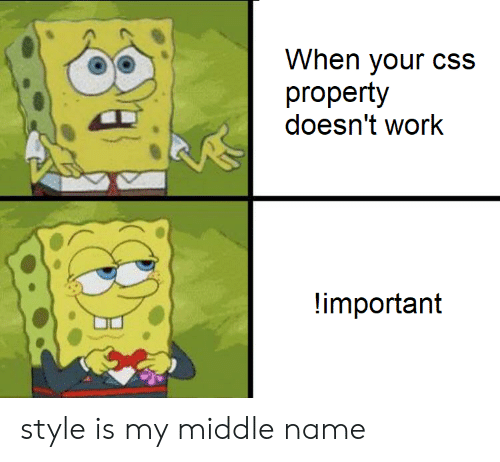 When your css
property
doesn't work
!important
style is my middle name